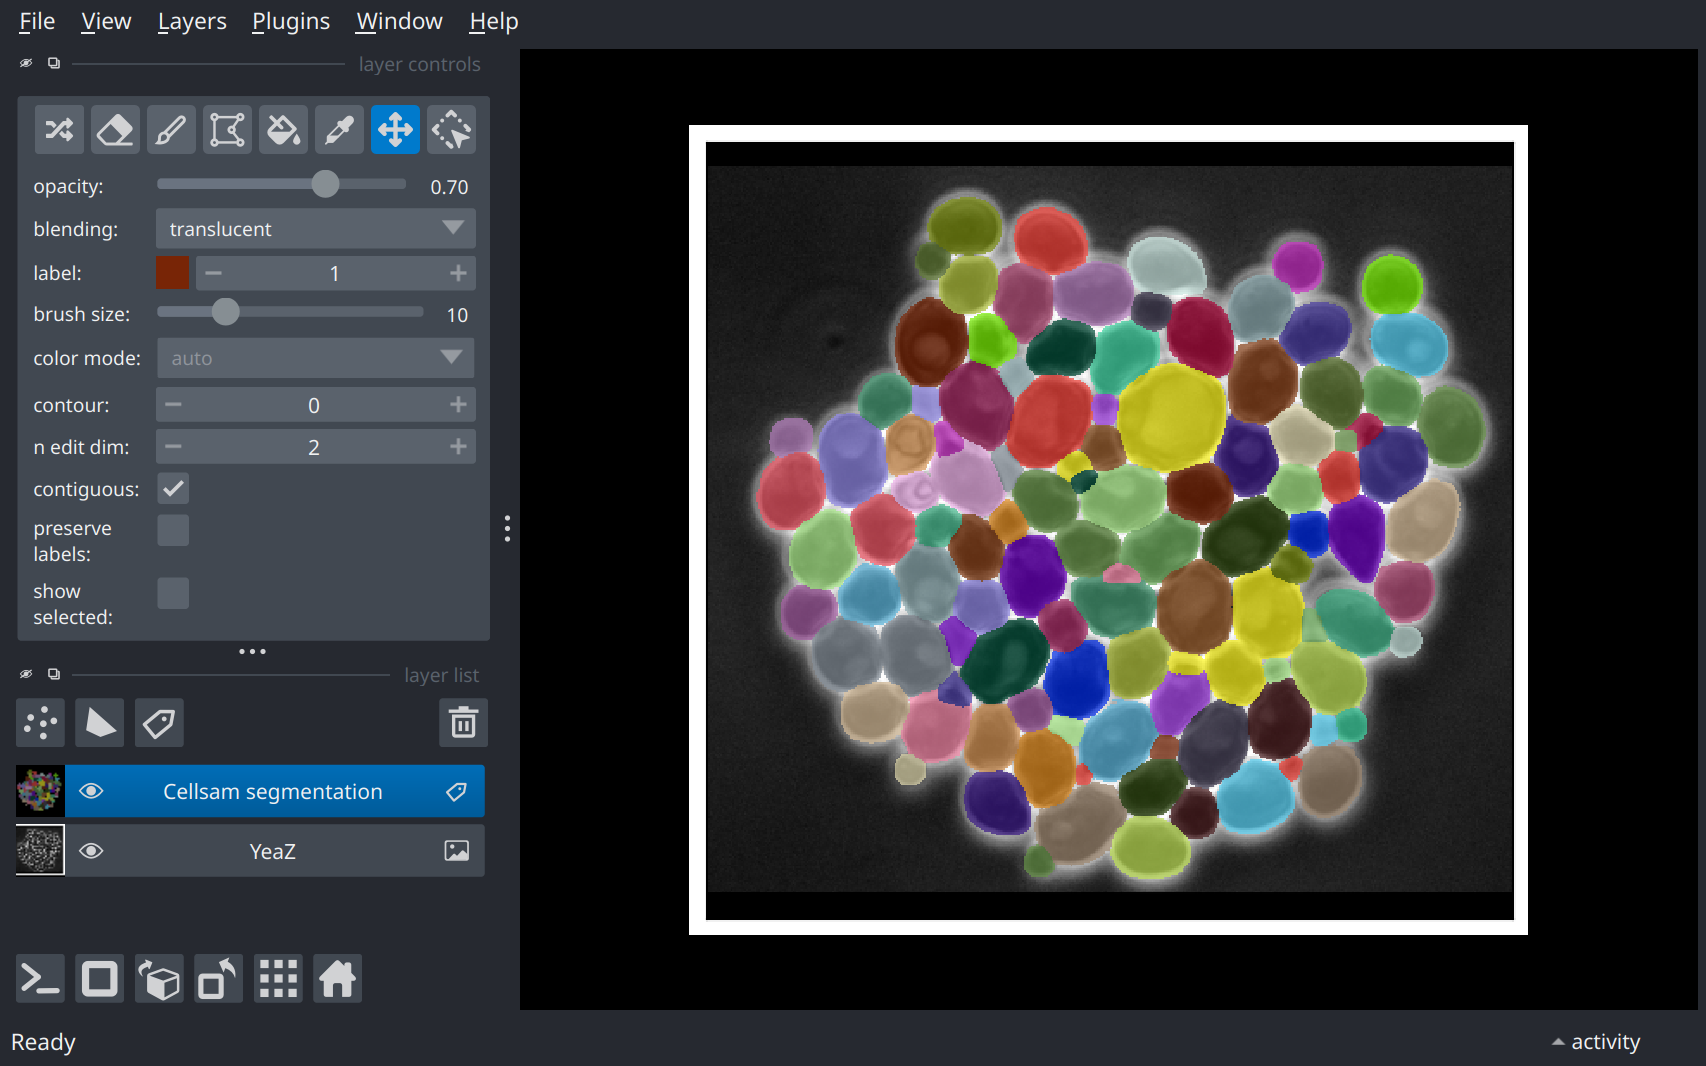 File View Layers Plugins Window Help
layer controls
opacity: 0.70
blending: translucent
label: 1
brush size: 10
color mode: auto
contour: 0
n edit dim: 2
contiguous:
preserve
labels:
show
selected:
layer list
Cellsam segmentation
YeaZ
Ready
activity